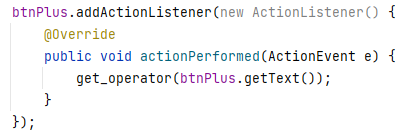 btnPlus.addActionListener(new ActionListener() {
    @Override
    public void actionPerformed(ActionEvent e) {
        get_operator(btnPlus.getText());
    }
});